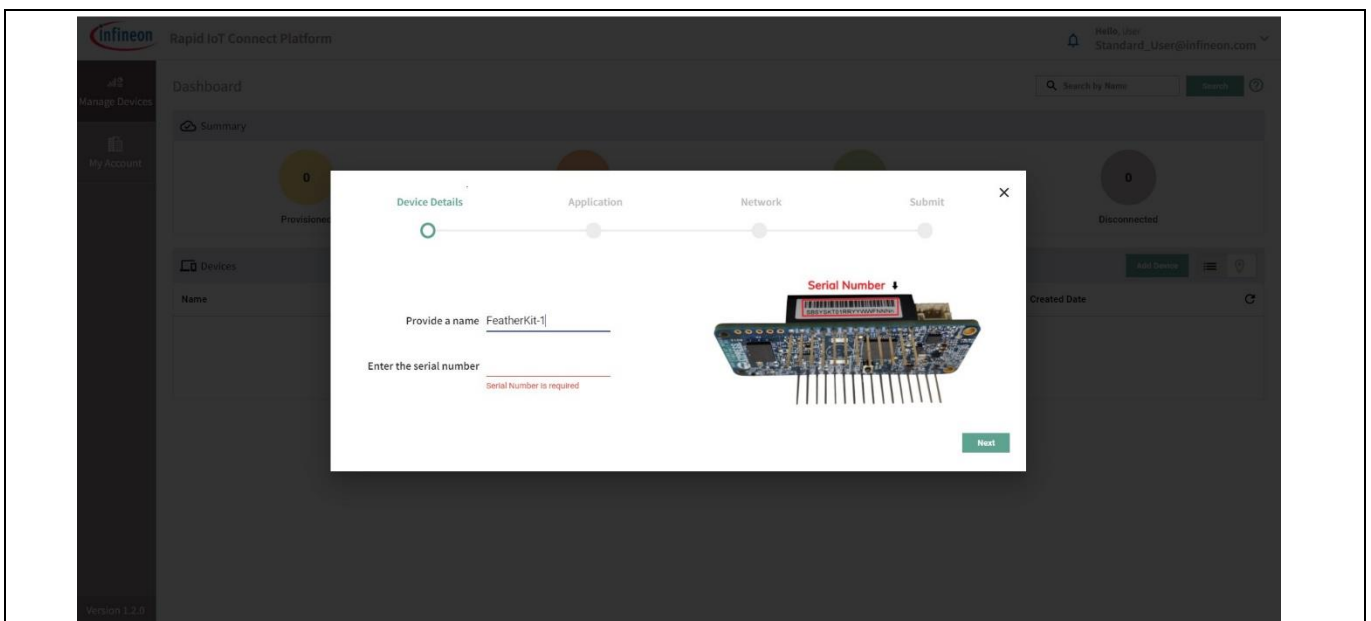 infineon
Rapid IoT Connect Platform
Hello, User
Standard_User@infineon.com
Manage Devices
My Account
Dashboard
Search by Name
Search
Summary
0
Provisioned
0
Disconnected
Devices
Add Device
Name
Created Date
Device Details
Application
Network
Submit
Provide a name FeatherKit-1
Enter the serial number
Serial Number is required
Serial Number
Next
Version 1.2.0